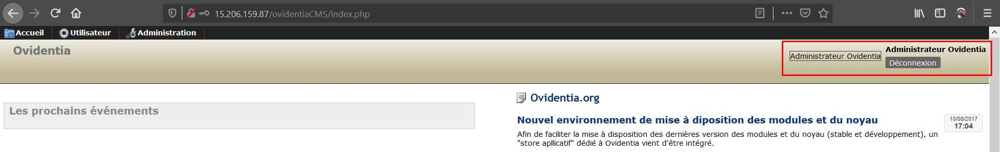 15.206.159.87/ovidentiaCMS/index.php
Accueil Utilisateur Administration
Ovidentia
Administrateur Ovidentia
Administrateur Ovidentia
Déconnexion
Les prochains événements
Ovidentia.org
Nouvel environnement de mise à diposition des modules et du noyau
10/08/2017
17:04
Afin de faciliter la mise à disposition des dernières version des modules et du noyau (stable et développement), un
"store apllicatif" dédié à Ovidentia vient d'être intégré.